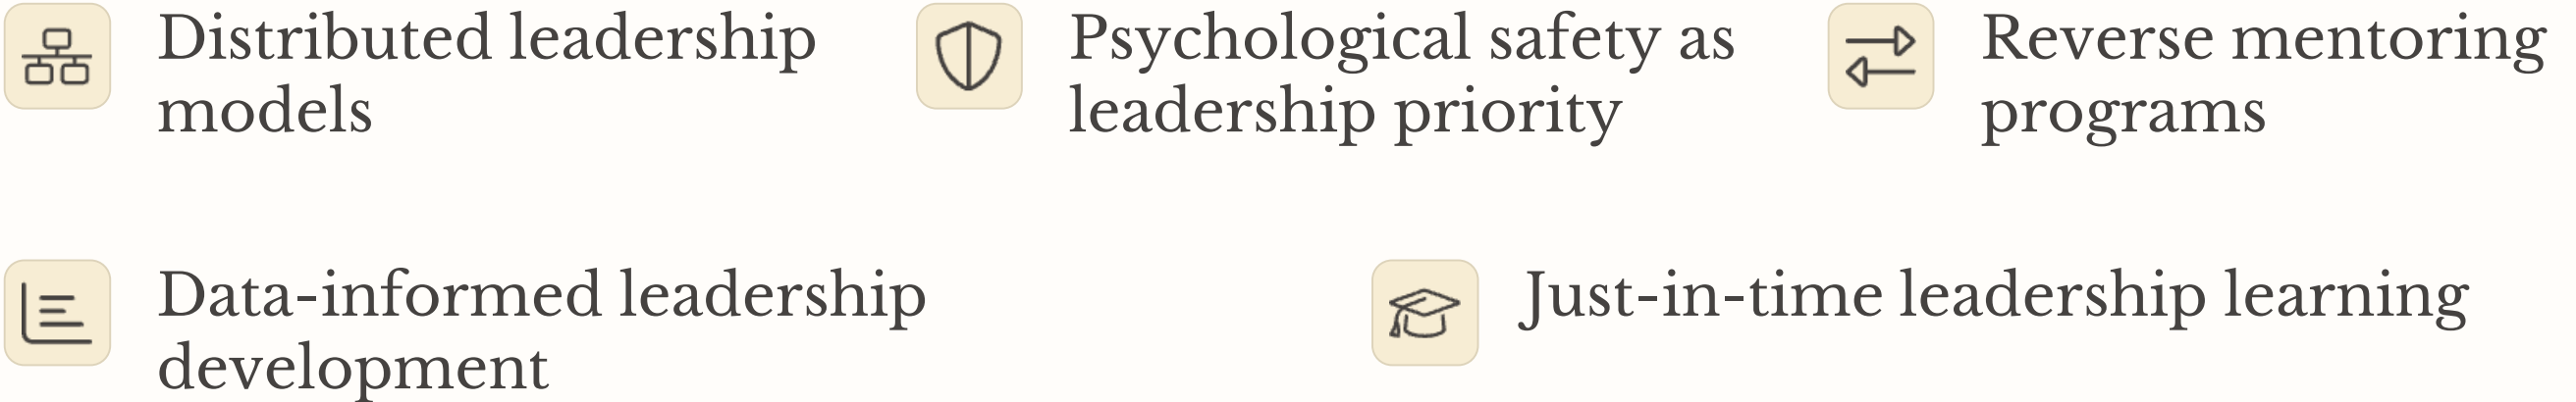 Distributed leadership
models
Psychological safety as
leadership priority
Reverse mentoring
programs
Data-informed leadership
development
Just-in-time leadership learning